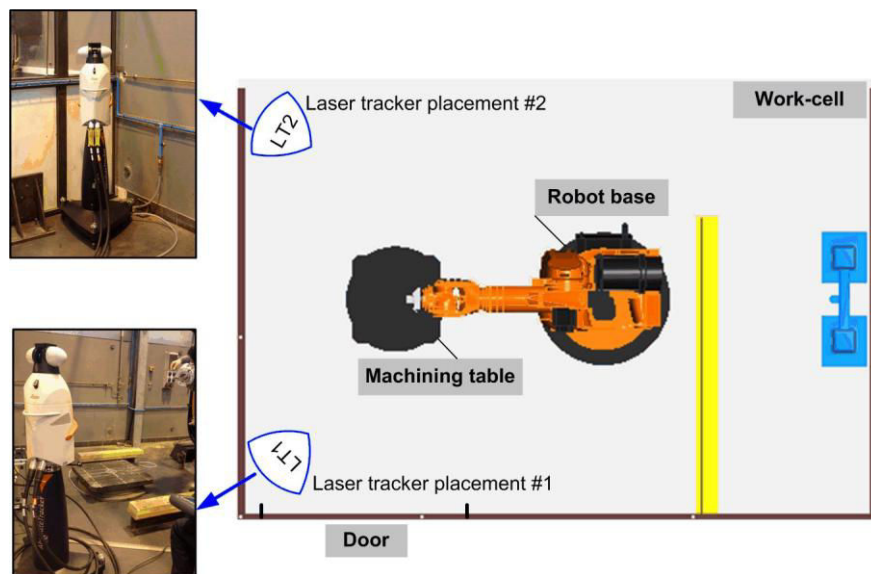 Laser tracker placement #2
Work-cell
LT2
Robot base
Machining table
LT1
Laser tracker placement #1
Door